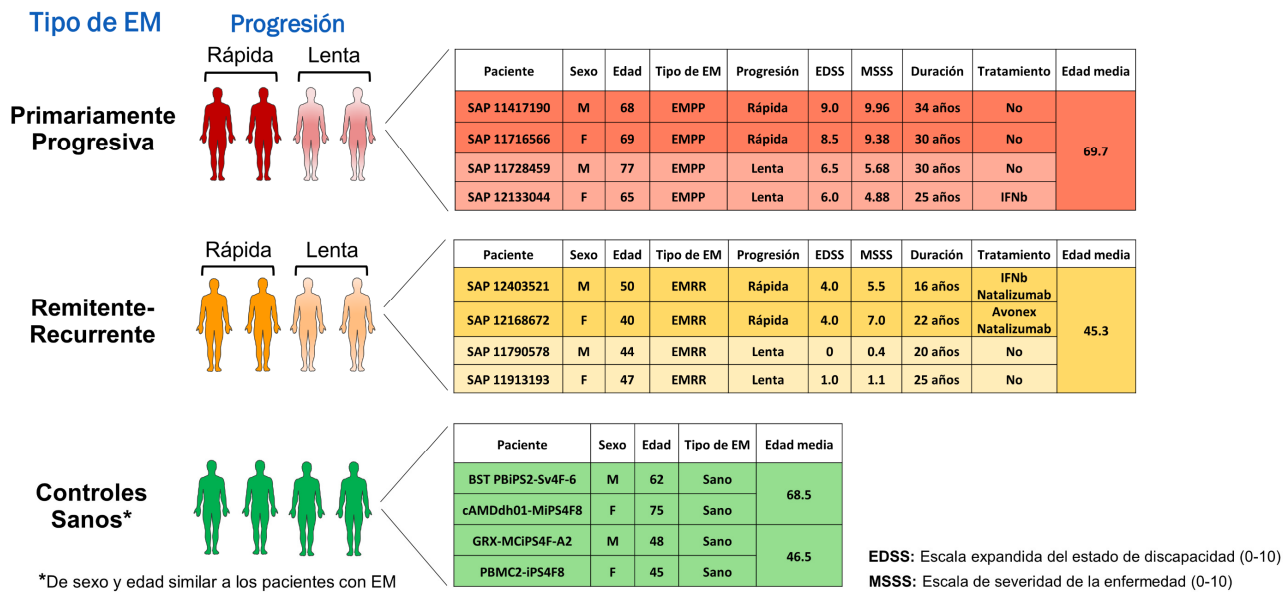 Tipo de EM
Progresión
Rápida Lenta
Primariamente
Progresiva
Paciente Sexo Edad Tipo de EM Progresión EDSS MSSS Duración Tratamiento Edad media
SAP 11417190 M 68 EMPP Rápida 9.0 9.96 34 años No
SAP 11716566 F 69 EMPP Rápida 8.5 9.38 30 años No
69.7
SAP 11728459 M 77 EMPP Lenta 6.5 5.68 30 años No
SAP 12133044 F 65 EMPP Lenta 6.0 4.88 25 años IFNb
Rápida Lenta
Remitente-
Recurrente
Paciente Sexo Edad Tipo de EM Progresión EDSS MSSS Duración Tratamiento Edad media
SAP 12403521 M 50 EMRR Rápida 4.0 5.5 16 años IFNb
Natalizumab
SAP 12168672 F 40 EMRR Rápida 4.0 7.0 22 años Avonex
Natalizumab
45.3
SAP 11790578 M 44 EMRR Lenta 0 0.4 20 años No
SAP 11913193 F 47 EMRR Lenta 1.0 1.1 25 años No
Controles
Sanos*
Paciente Sexo Edad Tipo de EM Edad media
BST PBiPS2-Sv4F-6 M 62 Sano
68.5
cAMDdh01-MiPS4F8 F 75 Sano
GRX-MCiPS4F-A2 M 48 Sano
46.5
PBMC2-iPS4F8 F 45 Sano
*De sexo y edad similar a los pacientes con EM
EDSS: Escala expandida del estado de discapacidad (0-10)
MSSS: Escala de severidad de la enfermedad (0-10)